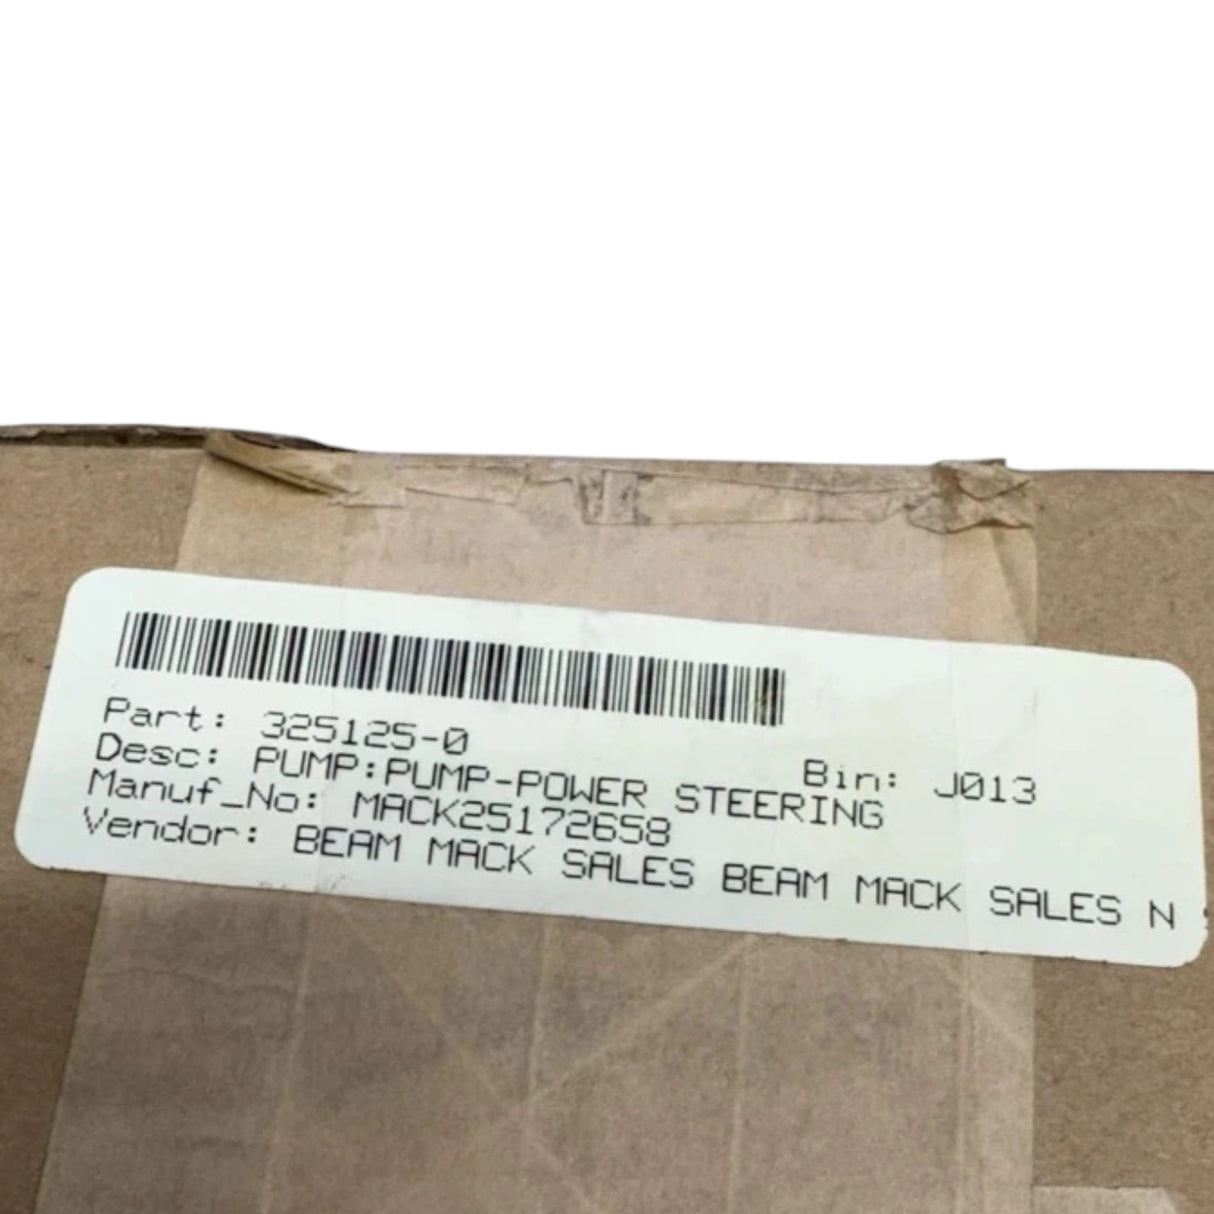 Part: 325125-0
Bin: J013
Desc: PUMP:PUMP-POWER STEERING
Manuf_No: MACK25172658
Vendor: BEAM MACK SALES BEAM MACK SALES N